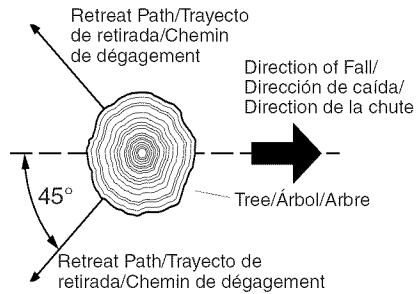 Retreat Path/Trayecto
de retirada/Chemin
de dégagement
Direction of Fall/
Dirección de caída/
Direction de la chute
45°
Tree/Árbol/Arbre
Retreat Path/Trayecto de
retirada/Chemin de dégagement